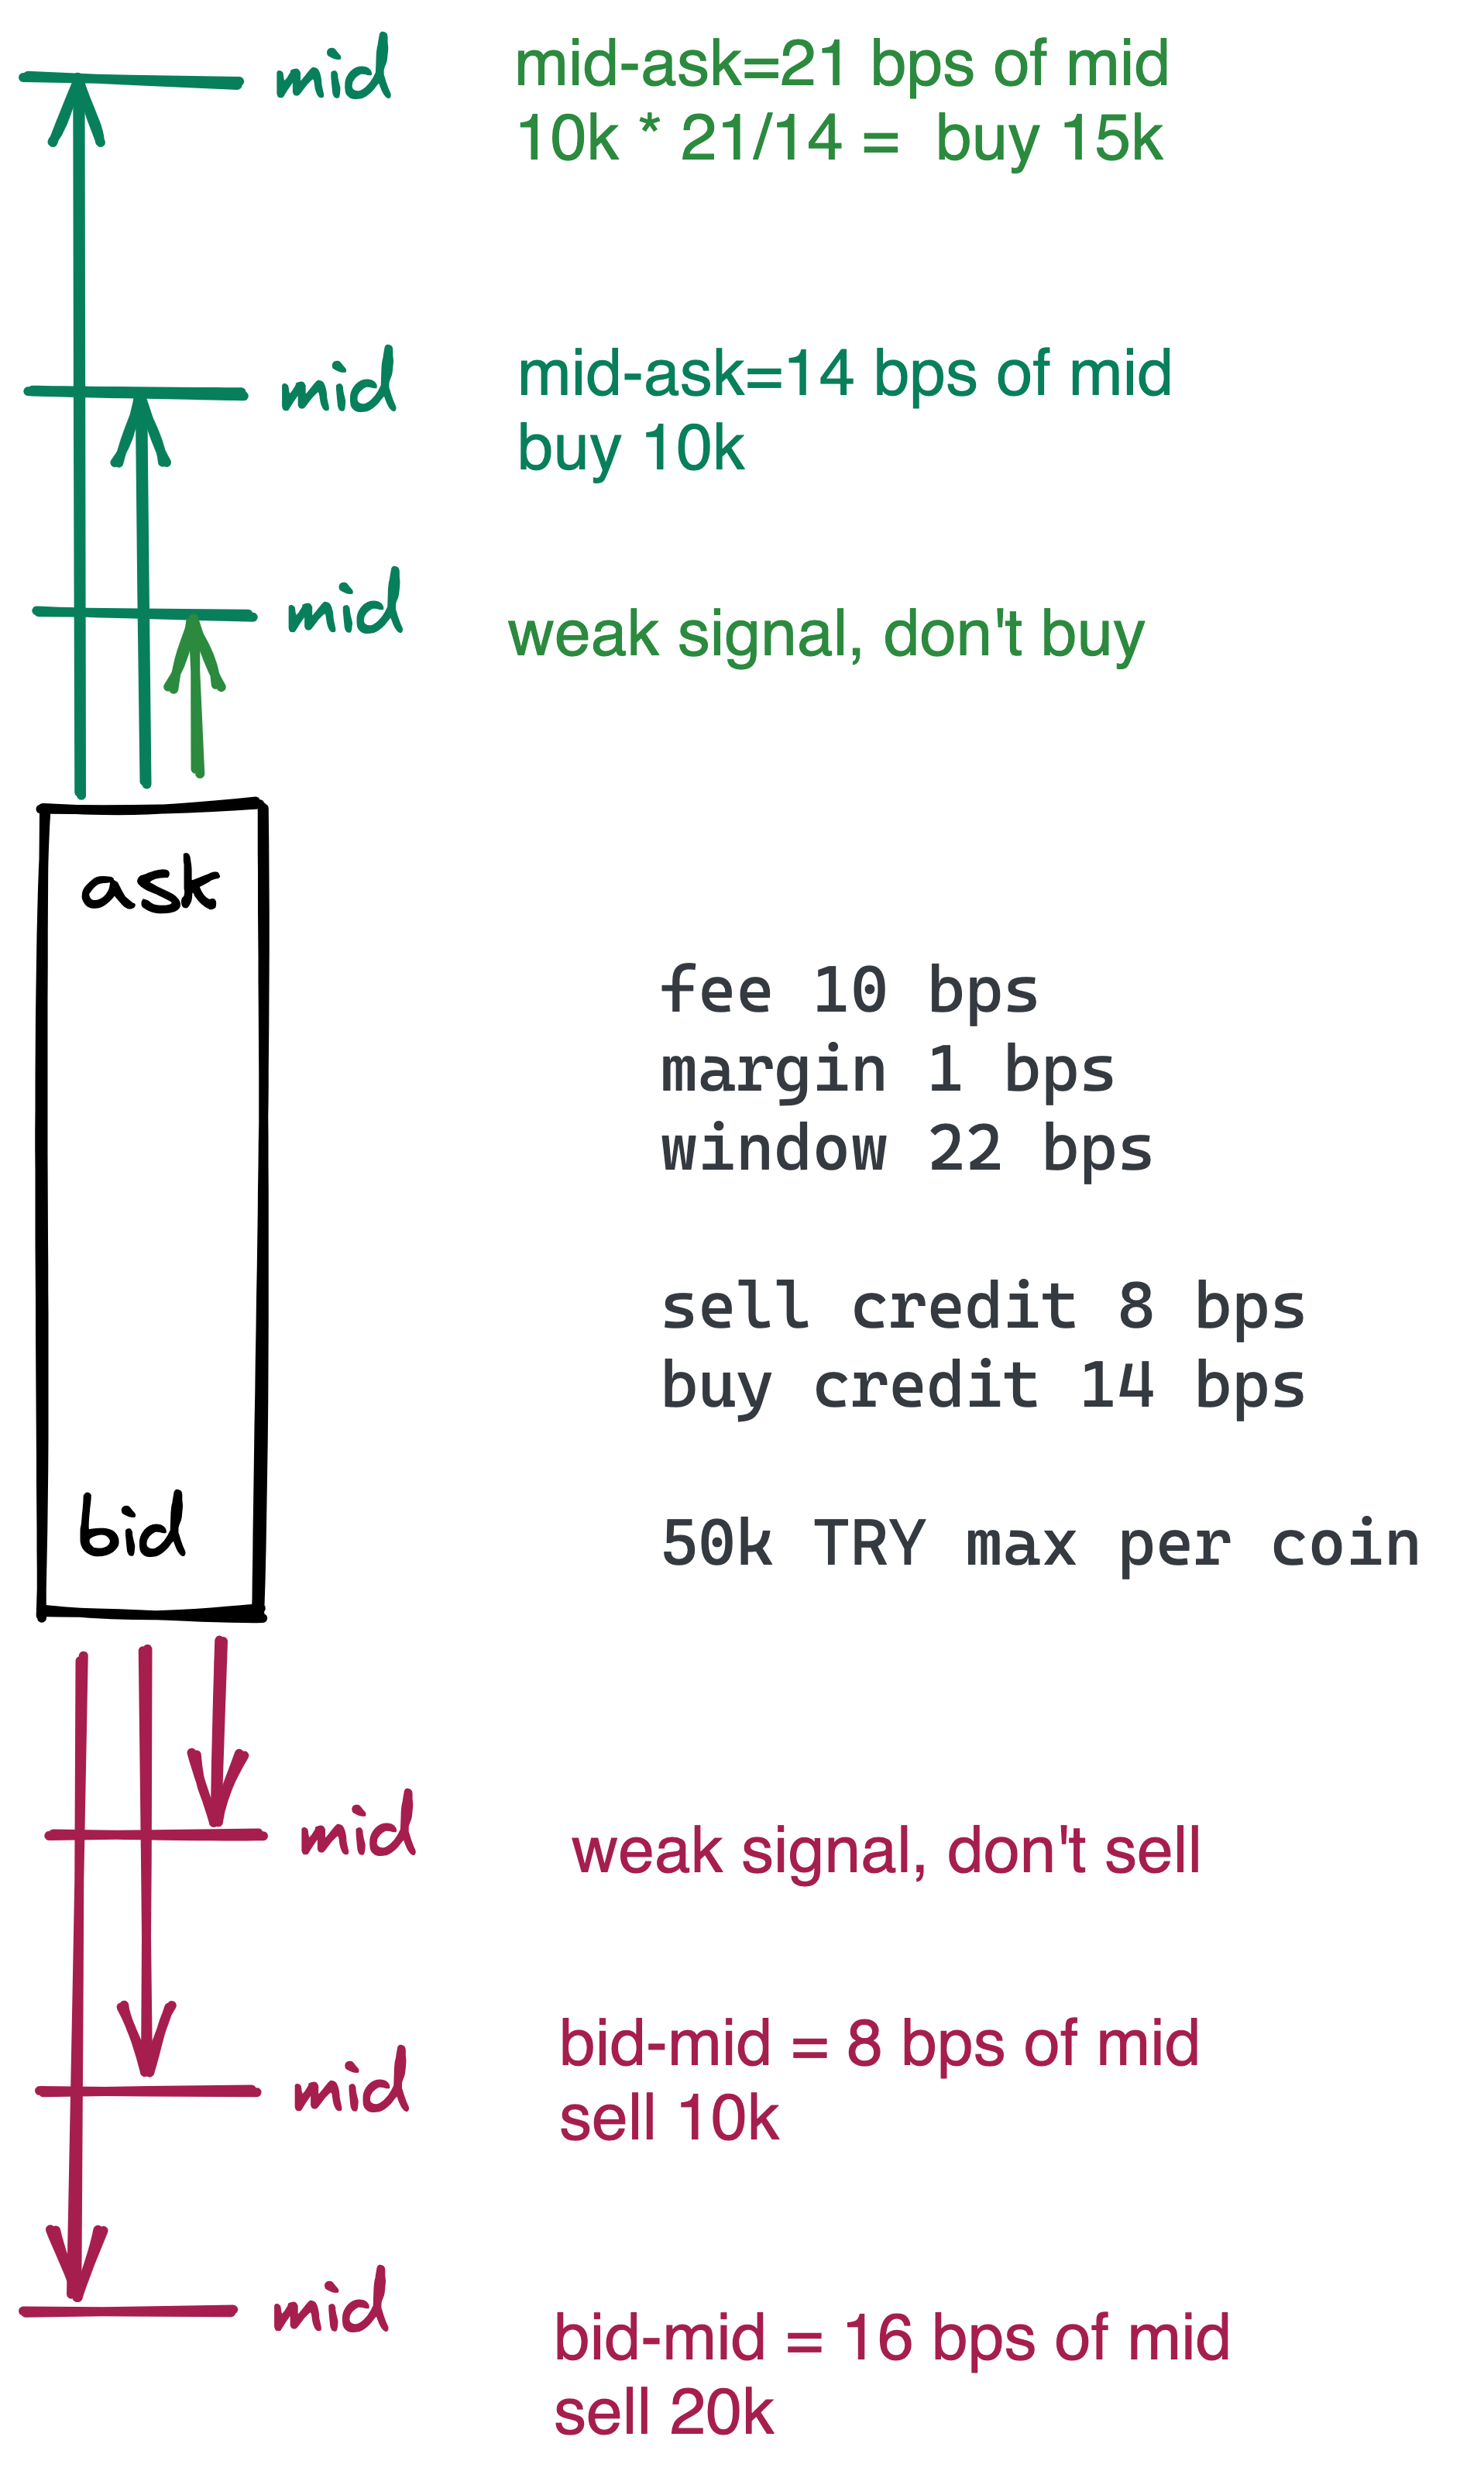 mid
mid-ask=21 bps of mid
10k * 21/14 = buy 15k
mid
mid-ask=14 bps of mid
buy 10k
mid
weak signal, don't buy
ask
fee 10 bps
margin 1 bps
window 22 bps
sell credit 8 bps
buy credit 14 bps
50k TRY max per coin
bid
mid
weak signal, don't sell
bid-mid = 8 bps of mid
mid
sell 10k
mid
bid-mid = 16 bps of mid
sell 20k